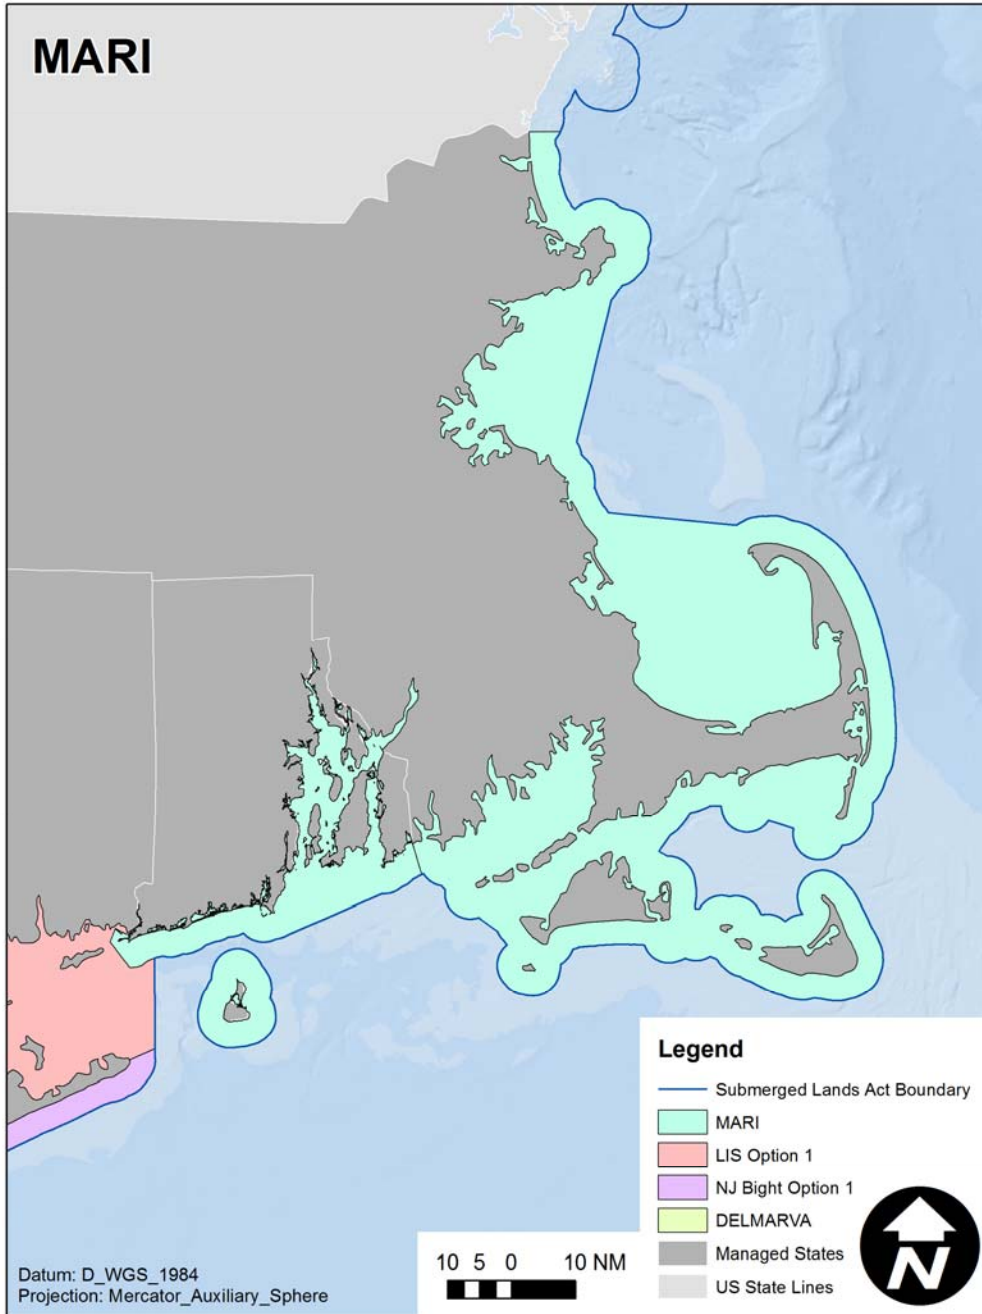 MARI
Legend
Submerged Lands Act Boundary
MARI
LIS Option 1
NJ Bight Option 1
DELMARVA
Managed States
US State Lines
N
10 5 0 10 NM
Datum: D_WGS_1984
Projection: Mercator_Auxiliary_Sphere